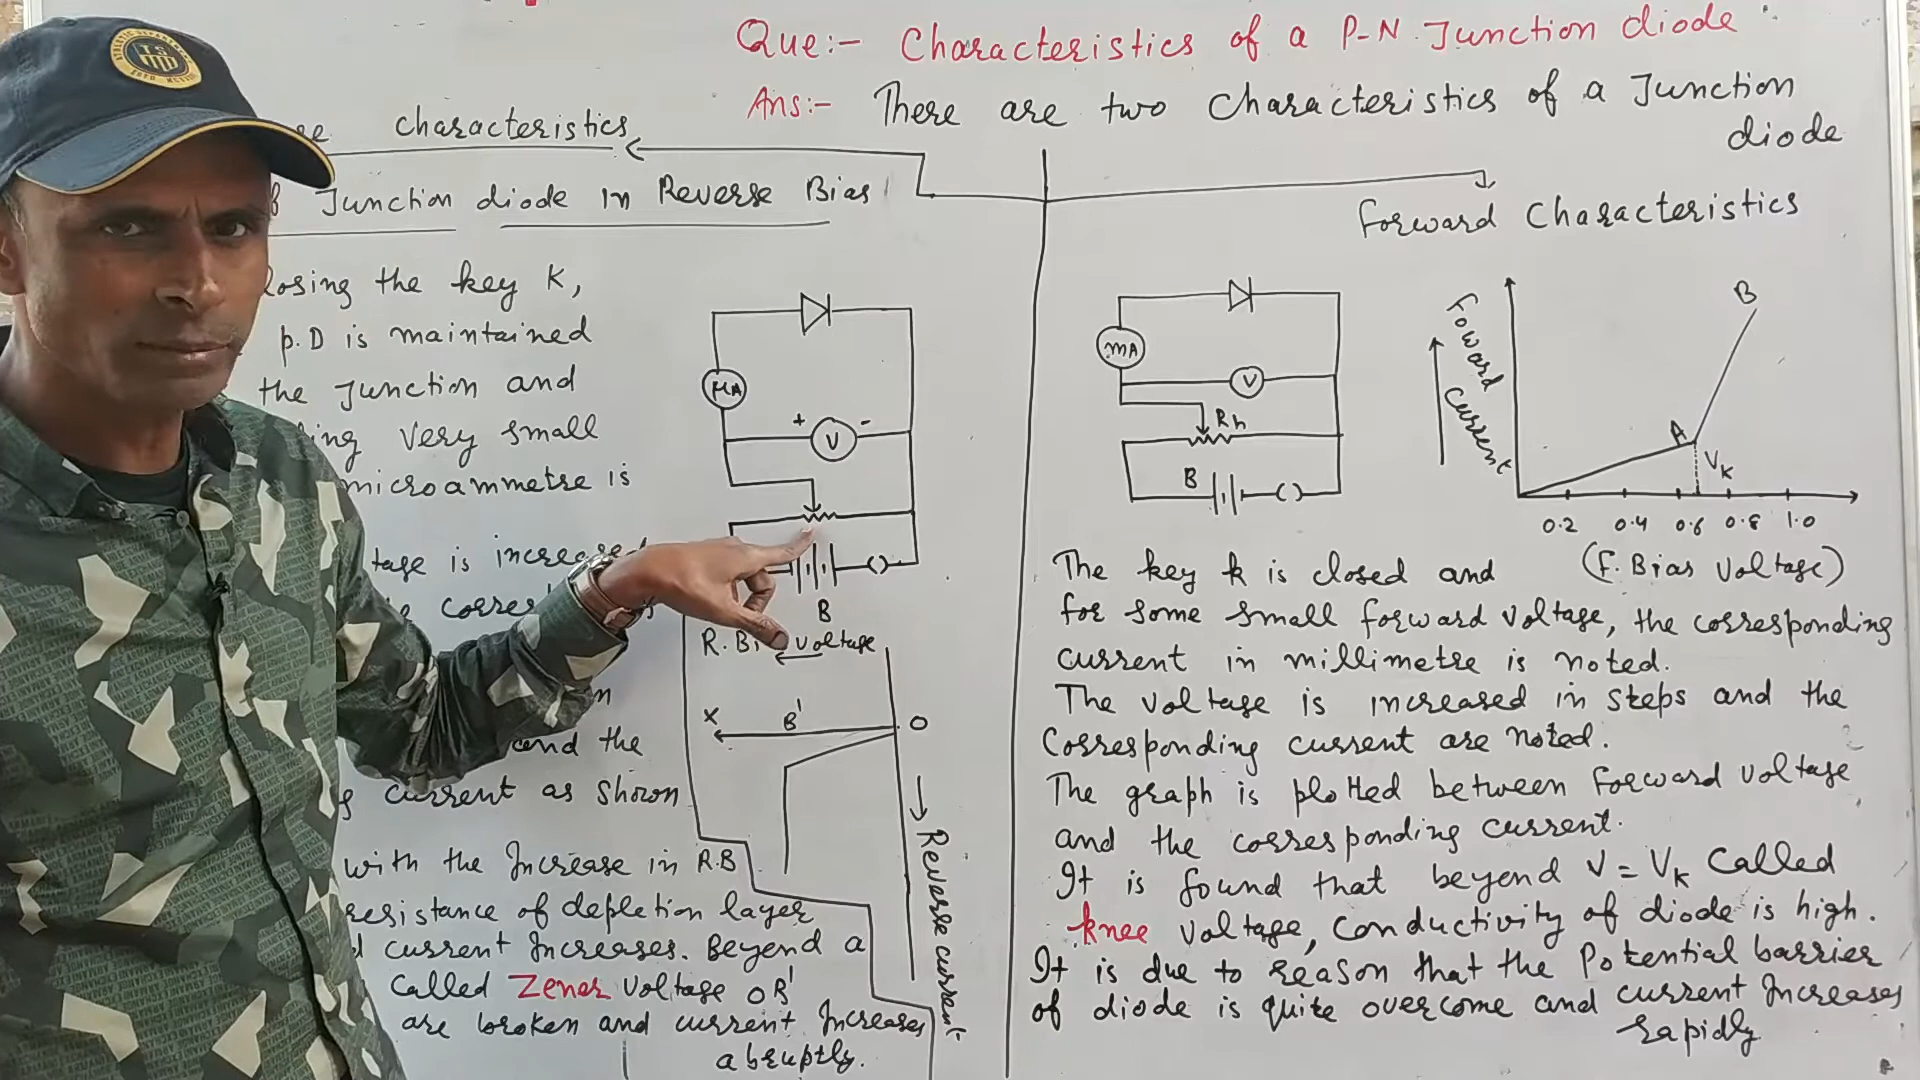 Que:- Characteristics of a P-N Junction diode
Ans:- There are two Characteristics of a Junction
diode
characteristics
Junction diode in Reverse Bias
losing the key K,
p.D is maintained
the Junction and
very small
microammetre is
tage is increased
and the
current as shown
with the Increase in R.B
resistance of depletion layer
current Increases. Beyend a
Called Zener voltage OB'
are broken and current Increases
abruptly.
μA
+ V -
B
voltage
X B' O
Reverse current
Forward Characteristics
mA
V
Rh
B
Foward current
B
A
VK
0.2 0.4 0.6 0.8 1.0
(F. Bias Voltage)
The key k is closed and
for some small forward voltage, the corresponding
current in millimetre is noted.
The voltage is increased in steps and the
Corresponding current are noted.
The graph is plotted between Forward voltage
and the corresponding current.
It is found that beyend V = VK Called
knee voltage, conductivity of diode is high.
It is due to reason that the Potential barrier
of diode is quite overcome and current Increases
rapidly